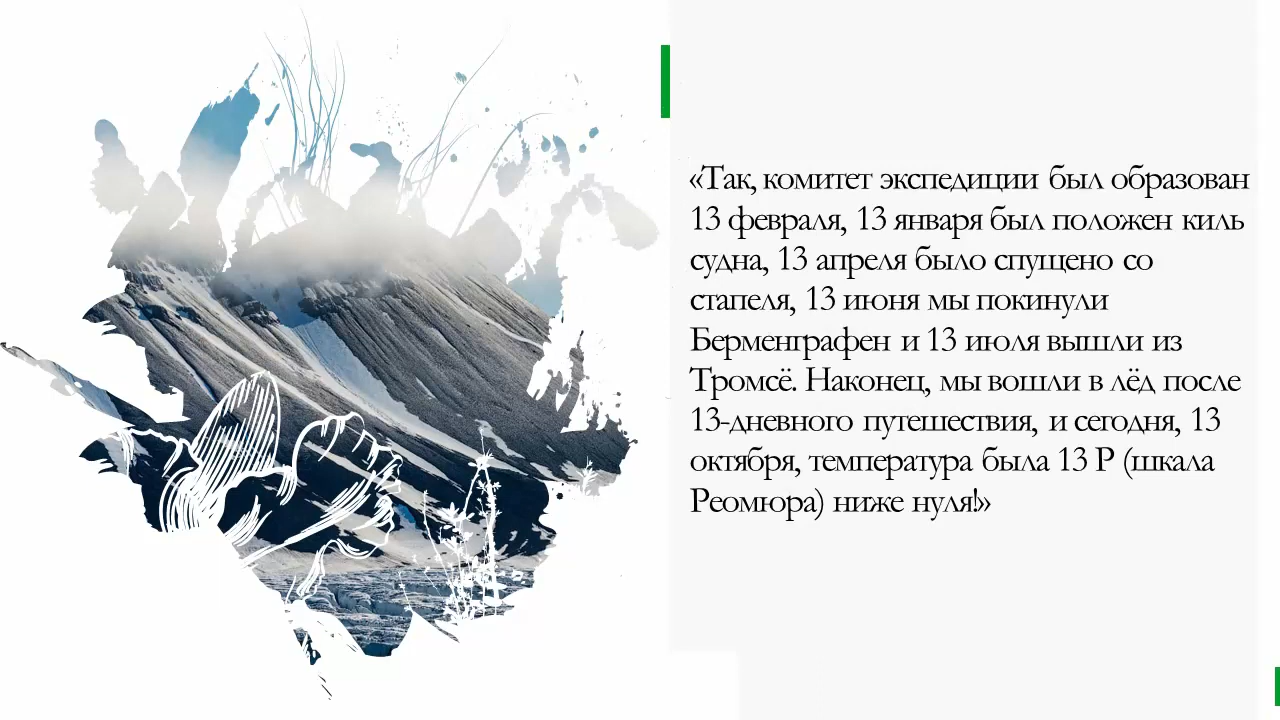 «Так, комитет экспедиции был образован
13 февраля, 13 января был положен киль
судна, 13 апреля было спущено со
стапеля, 13 июня мы покинули
Берменграфен и 13 июля вышли из
Тромсё. Наконец, мы вошли в лёд после
13-дневного путешествия, и сегодня, 13
октября, температура была 13 Р (шкала
Реомюра) ниже нуля!»